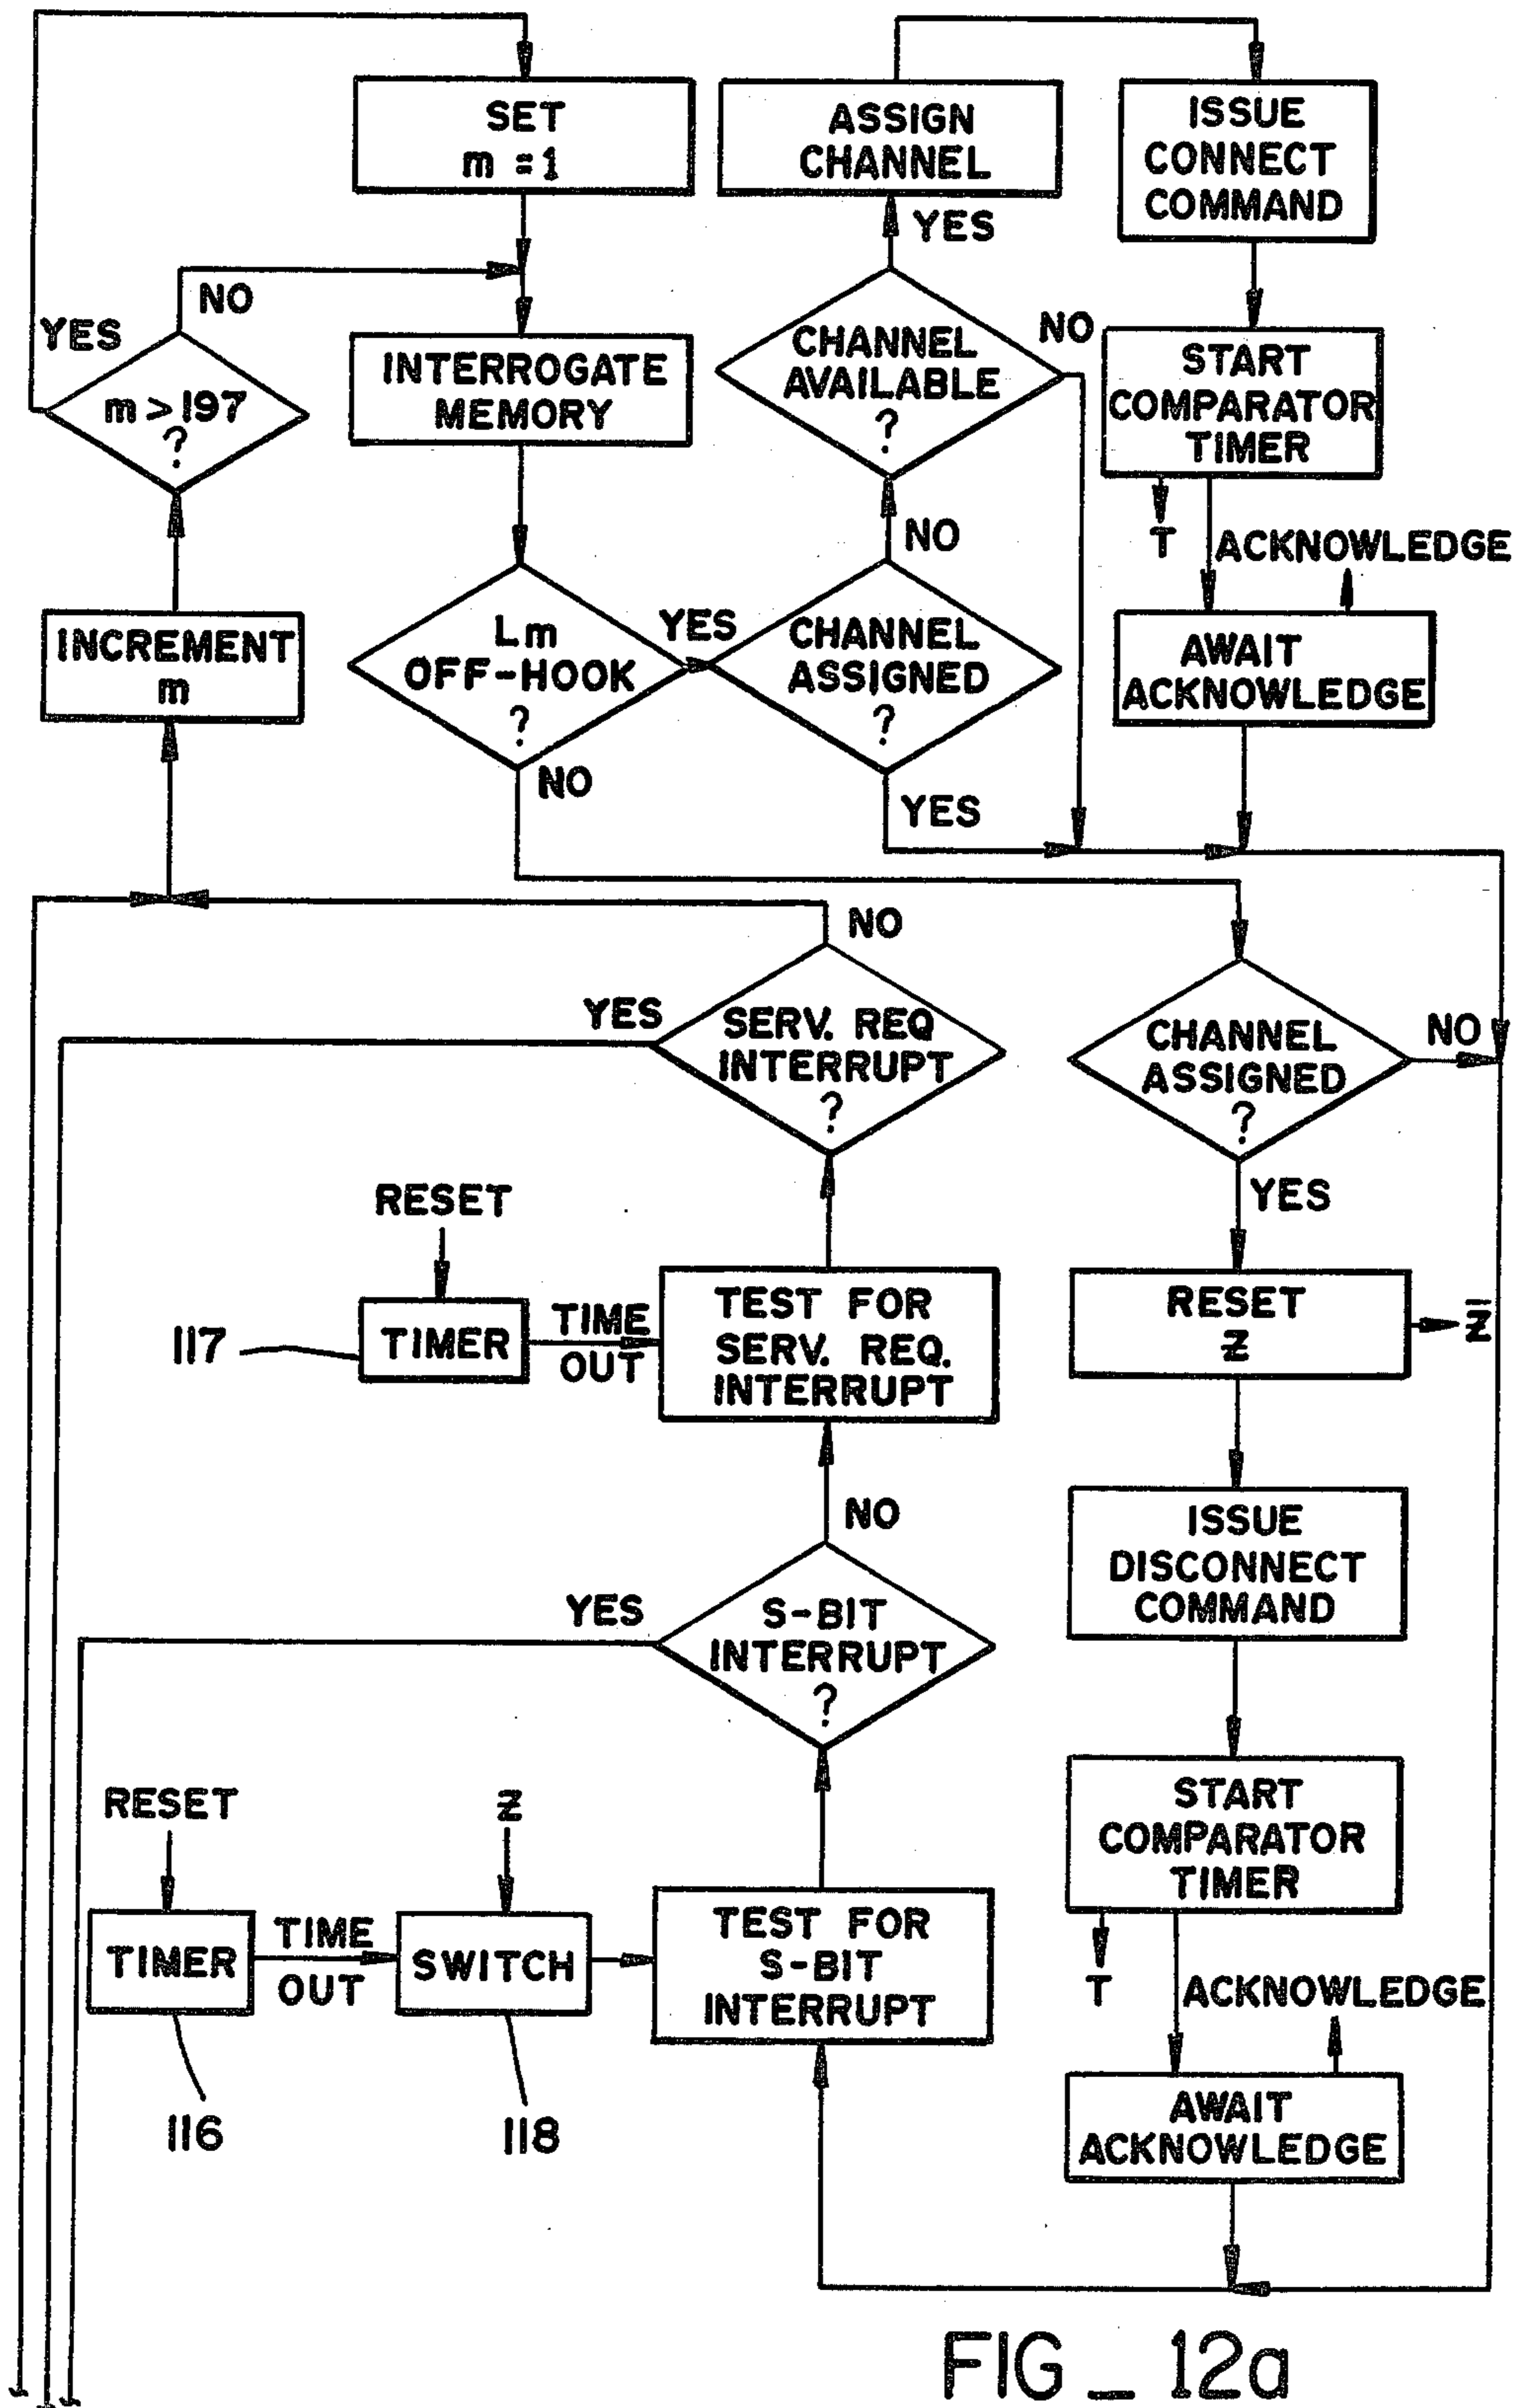 SET
m = 1
ASSIGN
CHANNEL
ISSUE
CONNECT
COMMAND
YES
NO
YES
m > 197
?
INTERROGATE
MEMORY
CHANNEL
AVAILABLE
?
NO
START
COMPARATOR
TIMER
T
ACKNOWLEDGE
NO
INCREMENT
m
Lm
OFF-HOOK
?
YES
CHANNEL
ASSIGNED
?
AWAIT
ACKNOWLEDGE
NO
YES
NO
YES
SERV. REQ
INTERRUPT
?
CHANNEL
ASSIGNED
?
NO
YES
RESET
117
TIMER
TIME
OUT
TEST FOR
SERV. REQ.
INTERRUPT
RESET
Z
Z̅
NO
YES
S-BIT
INTERRUPT
?
ISSUE
DISCONNECT
COMMAND
RESET
Z
START
COMPARATOR
TIMER
TIMER
TIME
OUT
SWITCH
TEST FOR
S-BIT
INTERRUPT
T
ACKNOWLEDGE
116
118
AWAIT
ACKNOWLEDGE
FIG _ 12a